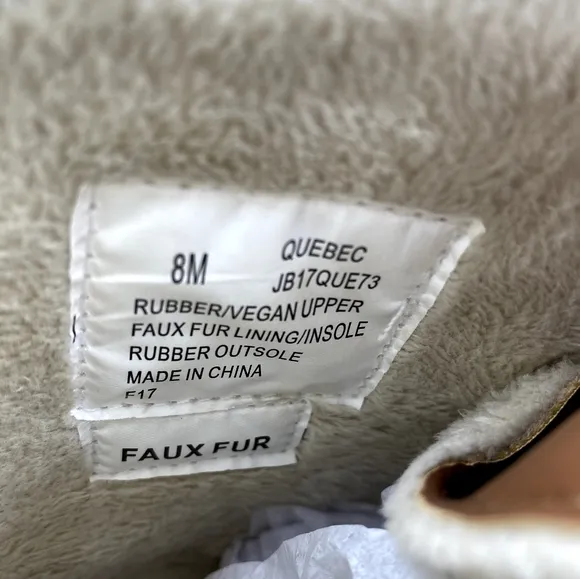 8M QUEBEC
JB17QUE73
RUBBER/VEGAN UPPER
FAUX FUR LINING/INSOLE
RUBBER OUTSOLE
MADE IN CHINA
F17
FAUX FUR